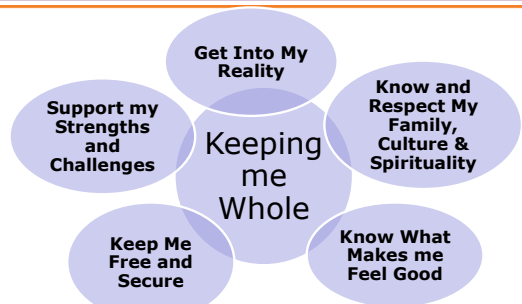 Get Into My
Reality
Know and
Respect My
Family,
Culture &
Spirituality
Know What
Makes me
Feel Good
Keep Me
Free and
Secure
Support my
Strengths
and
Challenges
Keeping
me
Whole